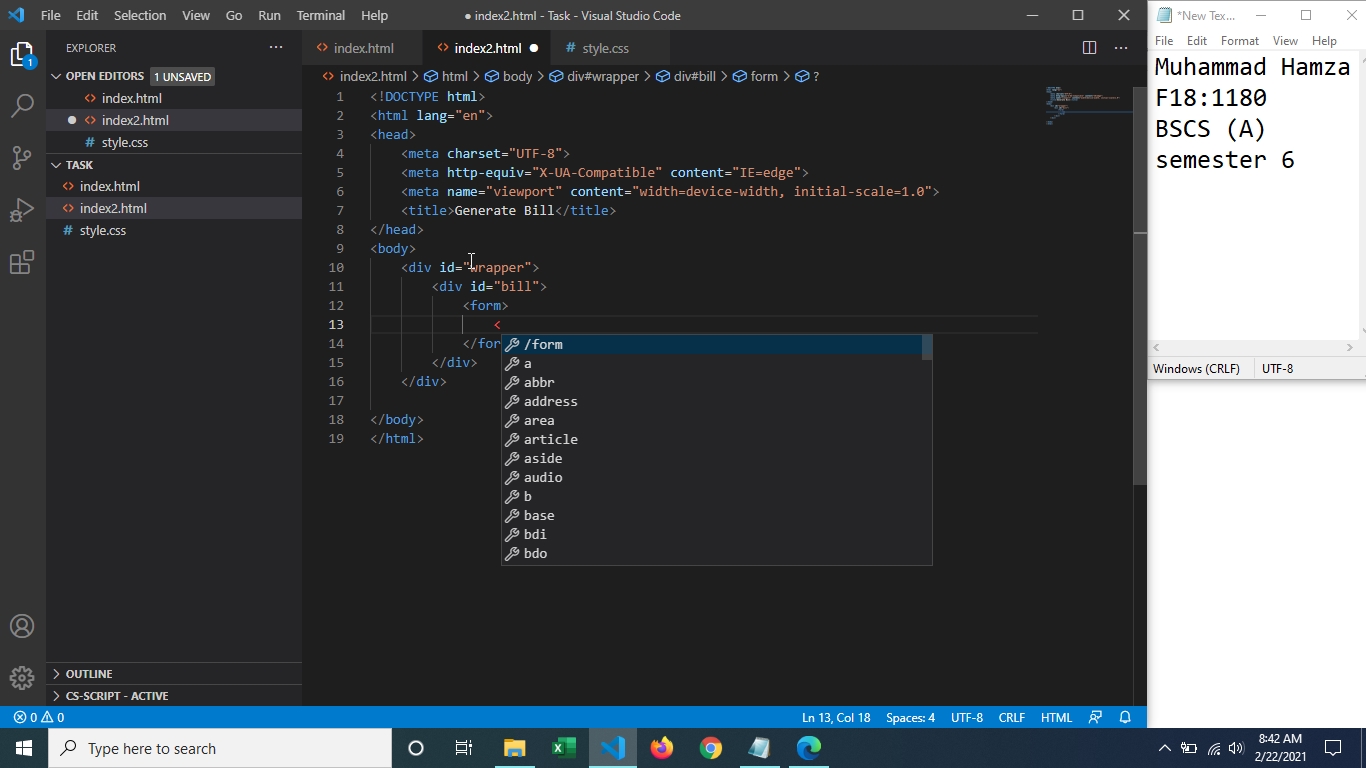 File Edit Selection View Go Run Terminal Help
● index2.html - Task - Visual Studio Code
EXPLORER
OPEN EDITORS 1 UNSAVED
index.html
index2.html
style.css
TASK
index.html
index2.html
style.css
OUTLINE
CS-SCRIPT - ACTIVE
1
index.html index2.html style.css
index2.html > html > body > div#wrapper > div#bill > form > ?
1 <!DOCTYPE html>
2 <html lang="en">
3 <head>
4 <meta charset="UTF-8">
5 <meta http-equiv="X-UA-Compatible" content="IE=edge">
6 <meta name="viewport" content="width=device-width, initial-scale=1.0">
7 <title>Generate Bill</title>
8 </head>
9 <body>
10 <div id="wrapper">
11 <div id="bill">
12 <form>
13 <
14 </for
15 </div>
16 </div>
17
18 </body>
19 </html>
/form
a
abbr
address
area
article
aside
audio
b
base
bdi
bdo
0 0 Ln 13, Col 18 Spaces: 4 UTF-8 CRLF HTML
*New Tex...
File Edit Format View Help
Muhammad Hamza
F18:1180
BSCS (A)
semester 6
Windows (CRLF) UTF-8
Type here to search
8:42 AM
2/22/2021